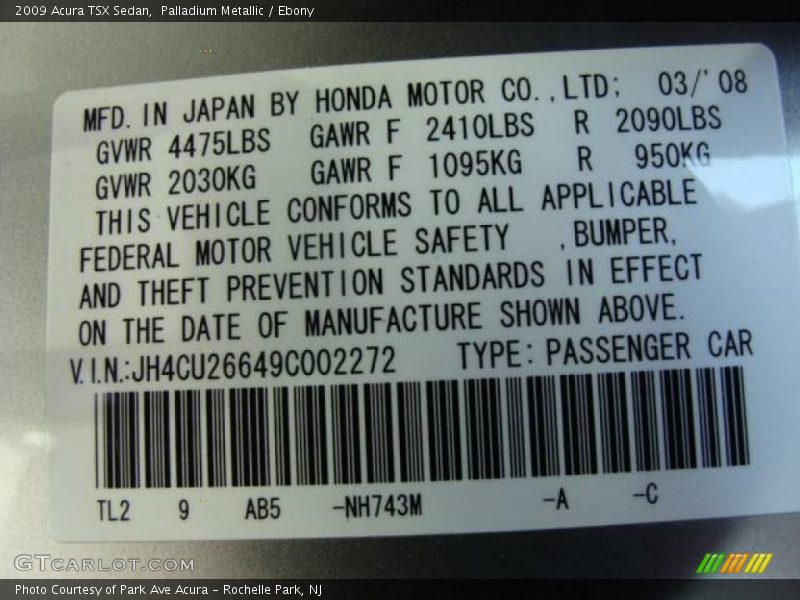 2009 Acura TSX Sedan,  Palladium Metallic / Ebony
MFD. IN JAPAN BY HONDA MOTOR CO.,LTD; 03/'08
GVWR 4475LBS GAWR F 2410LBS R 2090LBS
GVWR 2030KG GAWR F 1095KG R 950KG
THIS VEHICLE CONFORMS TO ALL APPLICABLE
FEDERAL MOTOR VEHICLE SAFETY ,BUMPER,
AND THEFT PREVENTION STANDARDS IN EFFECT
ON THE DATE OF MANUFACTURE SHOWN ABOVE.
V.I.N.:JH4CU26649C002272 TYPE: PASSENGER CAR
TL2 9 AB5 -NH743M -A -C
GTCARLOT.COM
Photo Courtesy of Park Ave Acura - Rochelle Park, NJ